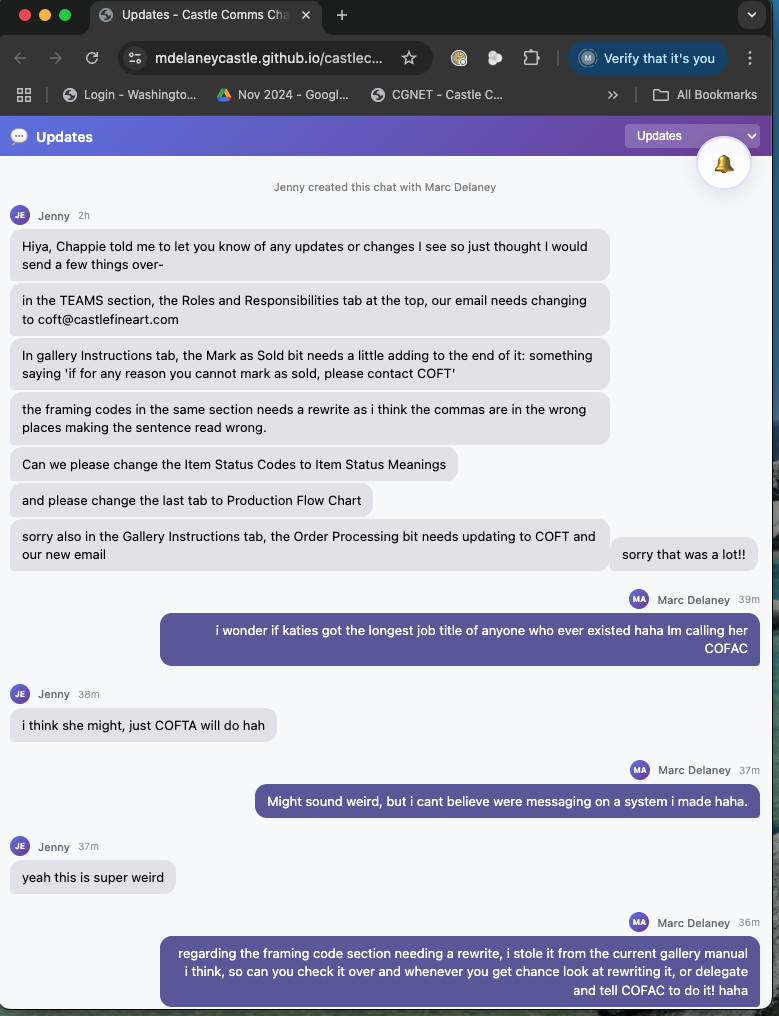 Updates - Castle Comms Cha
mdelaneycastle.github.io/castlec...
M
Verify that it's you
Login - Washingto...
Nov 2024 - Googl...
CGNET - Castle C...
All Bookmarks
Updates
Updates
Jenny created this chat with Marc Delaney
JE Jenny 2h
Hiya, Chappie told me to let you know of any updates or changes I see so just thought I would
send a few things over-
in the TEAMS section, the Roles and Responsibilities tab at the top, our email needs changing
to coft@castlefineart.com
In gallery Instructions tab, the Mark as Sold bit needs a little adding to the end of it: something
saying 'if for any reason you cannot mark as sold, please contact COFT'
the framing codes in the same section needs a rewrite as i think the commas are in the wrong
places making the sentence read wrong.
Can we please change the Item Status Codes to Item Status Meanings
and please change the last tab to Production Flow Chart
sorry also in the Gallery Instructions tab, the Order Processing bit needs updating to COFT and
our new email
sorry that was a lot!!
MA Marc Delaney 39m
i wonder if katies got the longest job title of anyone who ever existed haha Im calling her
COFAC
JE Jenny 38m
i think she might, just COFTA will do hah
MA Marc Delaney 37m
Might sound weird, but i cant believe were messaging on a system i made haha.
JE Jenny 37m
yeah this is super weird
MA Marc Delaney 36m
regarding the framing code section needing a rewrite, i stole it from the current gallery manual
i think, so can you check it over and whenever you get chance look at rewriting it, or delegate
and tell COFAC to do it! haha